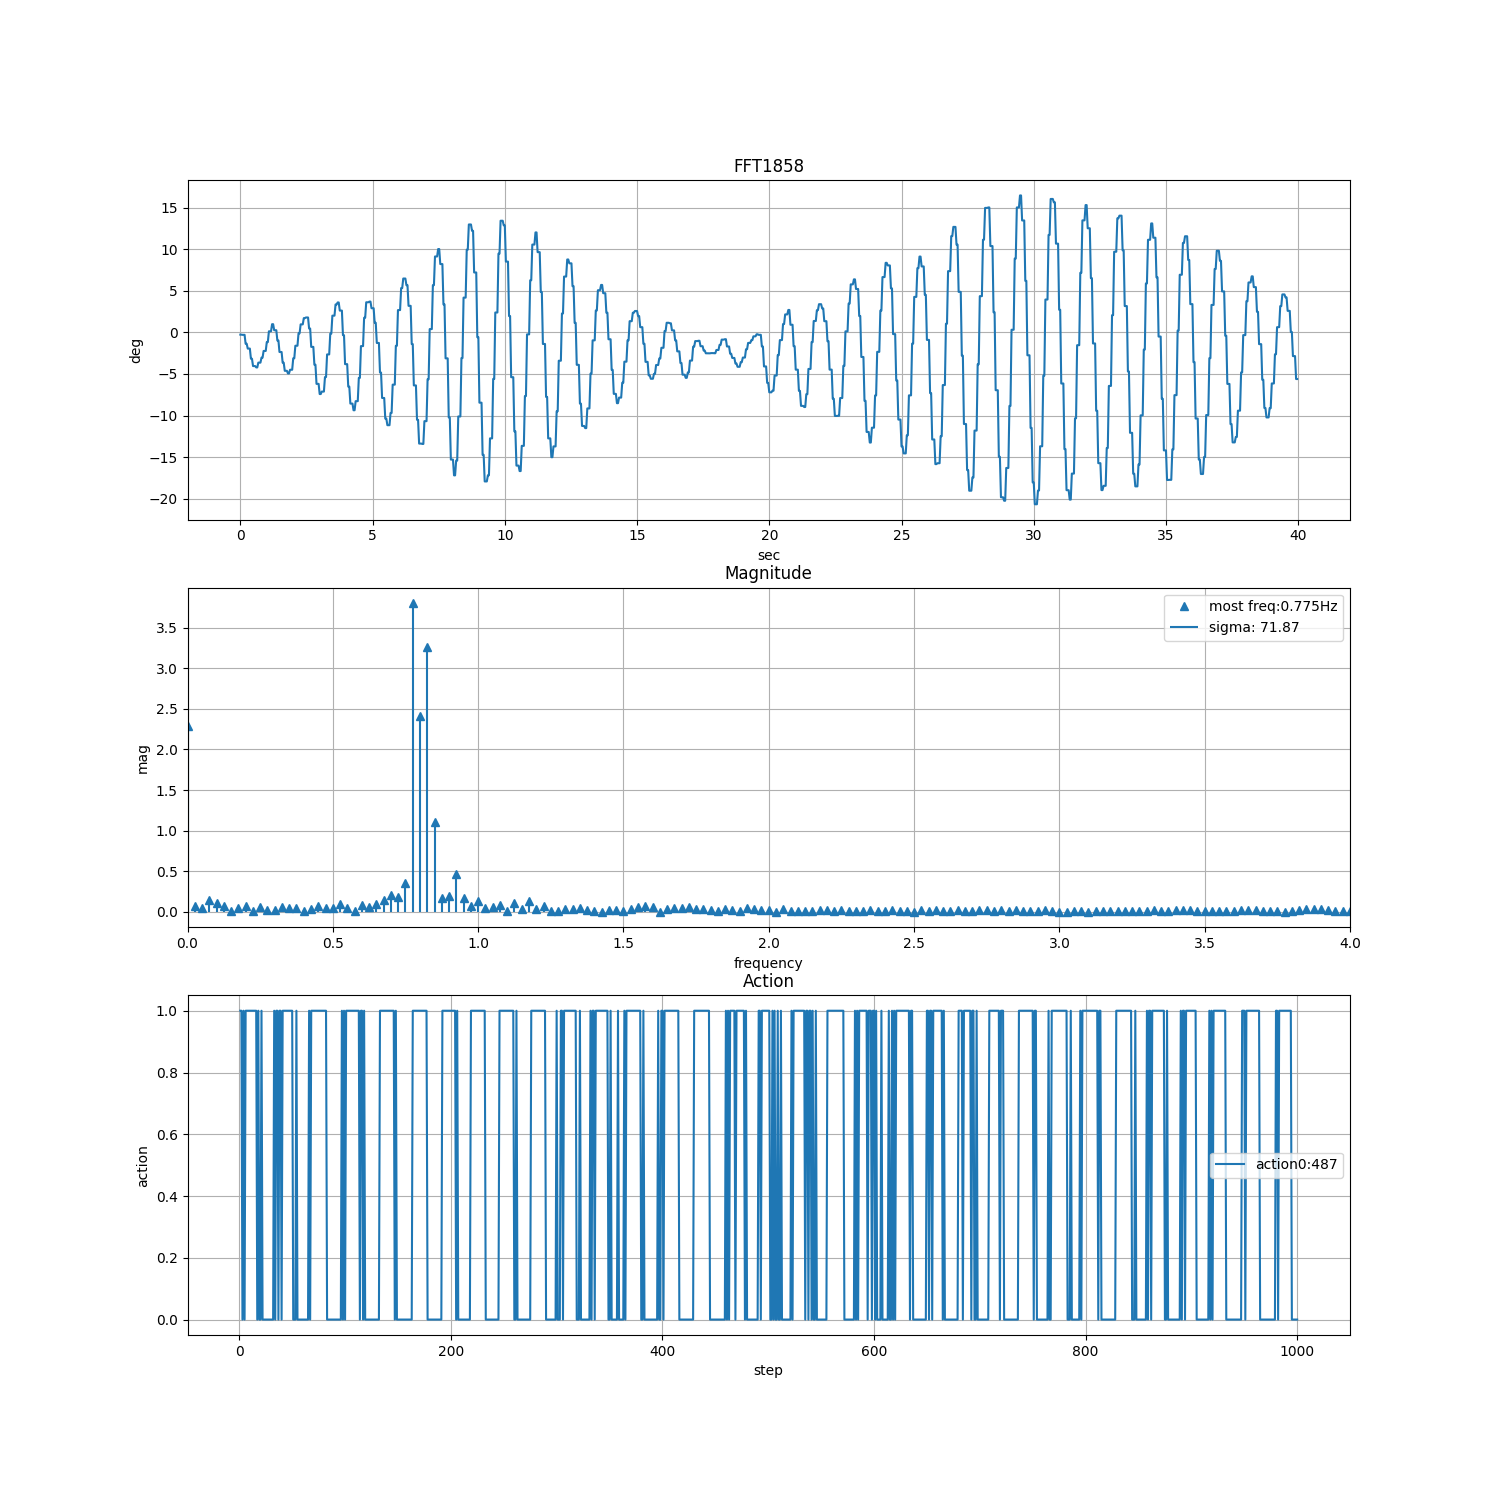 FFT1858
15
10
5
0
−5
−10
−15
−20
deg
0 5 10 15 20 25 30 35 40
sec
Magnitude
most freq:0.775Hz
sigma: 71.87
3.5
3.0
2.5
2.0
1.5
1.0
0.5
0.0
mag
0.0 0.5 1.0 1.5 2.0 2.5 3.0 3.5 4.0
frequency
Action
1.0
0.8
0.6
0.4
0.2
0.0
action
action0:487
0 200 400 600 800 1000
step